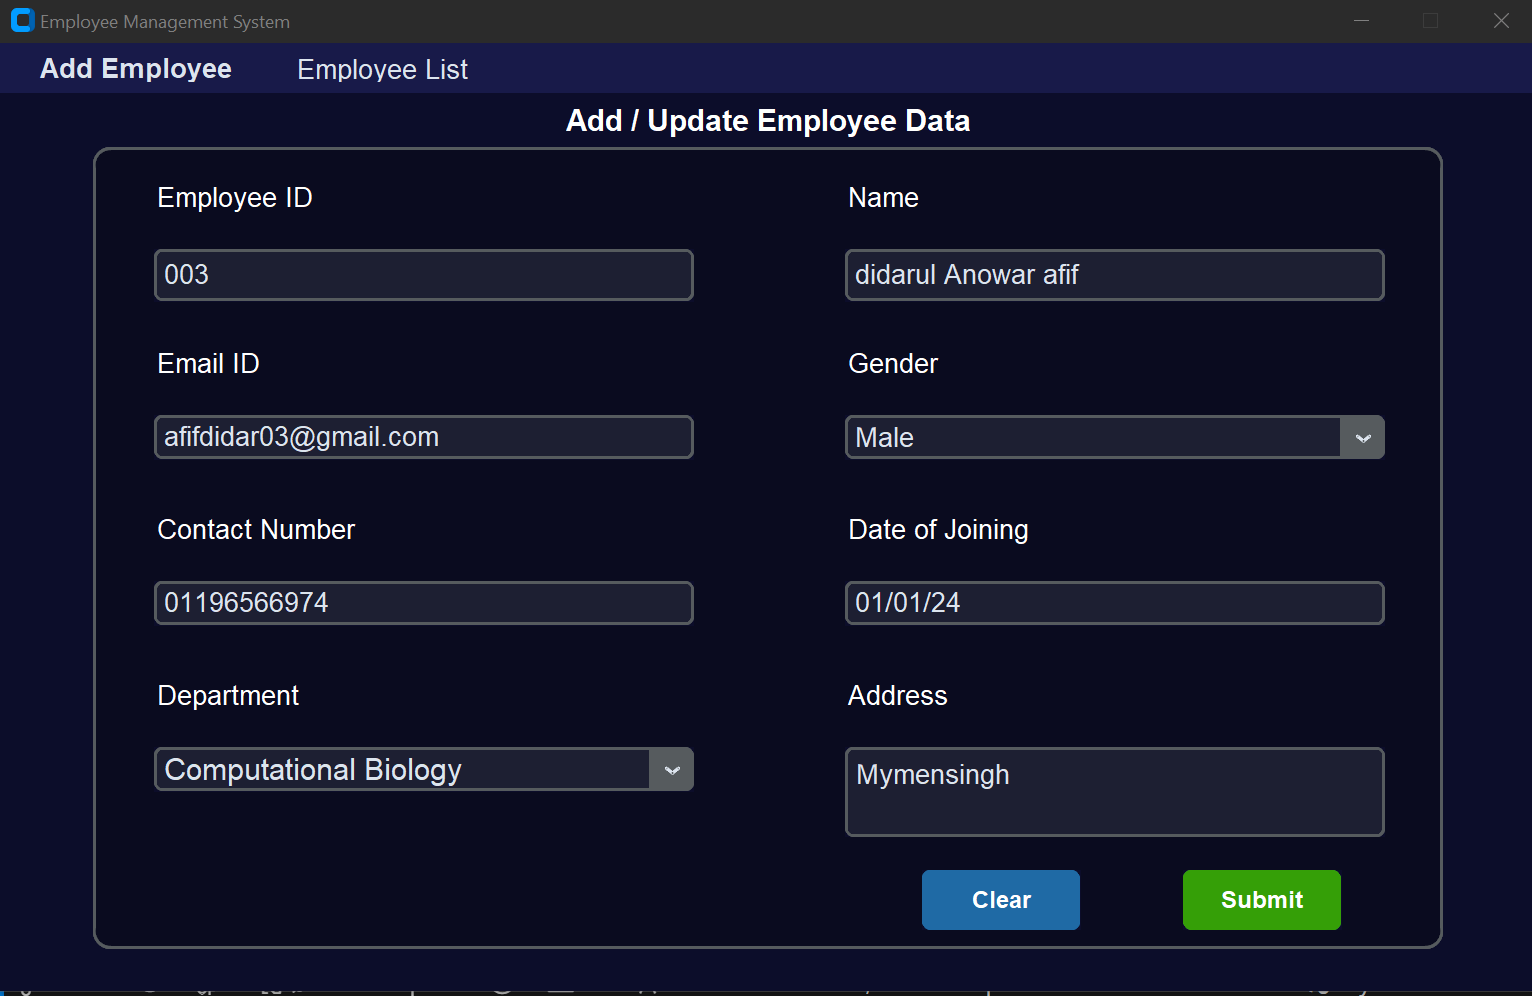 Employee Management System
Add Employee Employee List
Add / Update Employee Data
Employee ID Name
003 didarul Anowar afif
Email ID Gender
afifdidar03@gmail.com Male
Contact Number Date of Joining
01196566974 01/01/24
Department Address
Computational Biology Mymensingh
Clear Submit